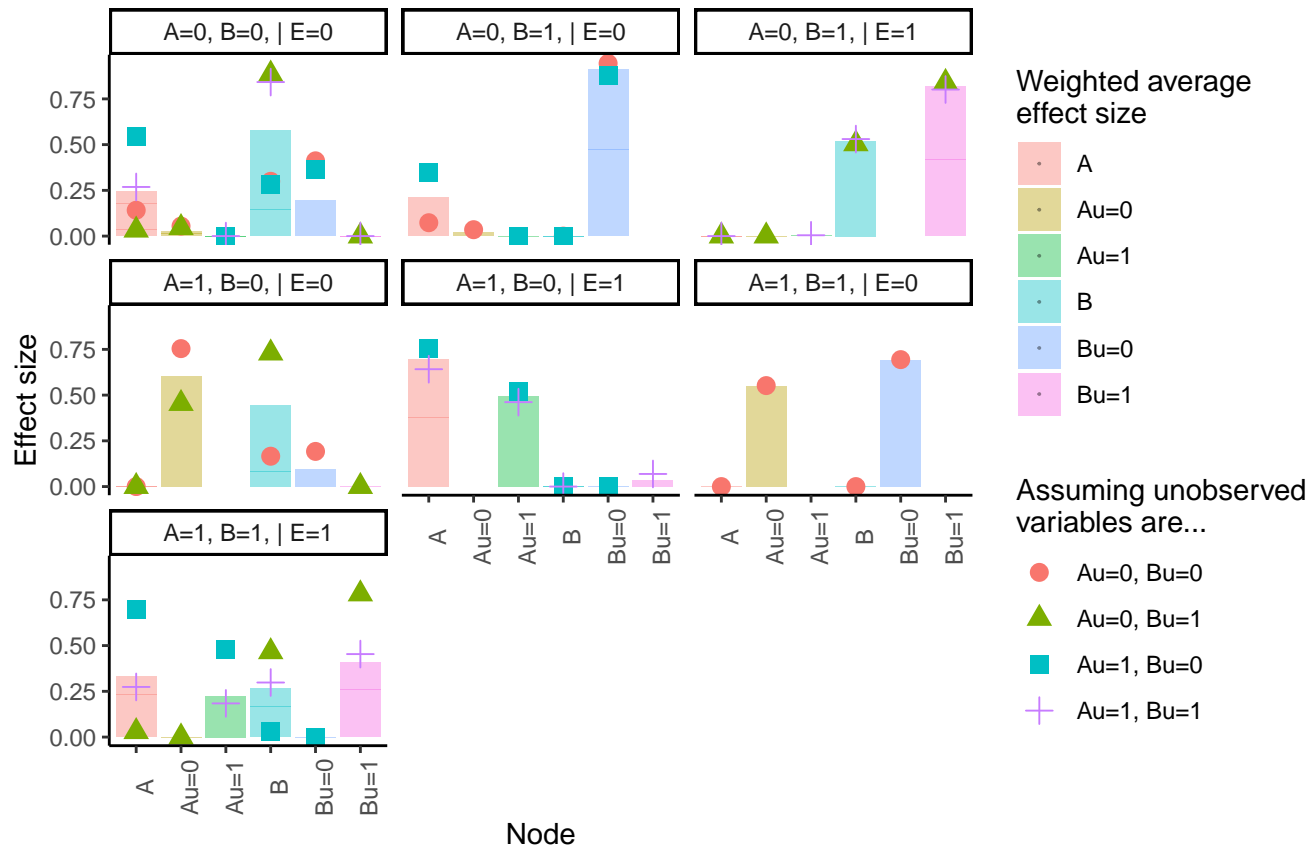 A=0, B=0, | E=0
A=0, B=1, | E=0
A=0, B=1, | E=1
0.75
0.50
0.25
0.00
A=1, B=0, | E=0
A=1, B=0, | E=1
A=1, B=1, | E=0
0.75
0.50
0.25
0.00
A
Au=0
Au=1
B
Bu=0
Bu=1
A
Au=0
Au=1
B
Bu=0
Bu=1
A=1, B=1, | E=1
0.75
0.50
0.25
0.00
A
Au=0
Au=1
B
Bu=0
Bu=1
Effect size
Node
Weighted average
effect size
A
Au=0
Au=1
B
Bu=0
Bu=1
Assuming unobserved
variables are...
Au=0, Bu=0
Au=0, Bu=1
Au=1, Bu=0
Au=1, Bu=1